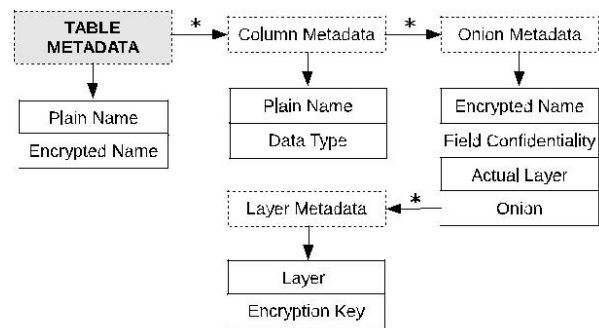 TABLE
METADATA
*
Column Metadata
*
Onion Metadata
Plain Name
Encrypted Name
Plain Name
Data Type
Encrypted Name
Field Confidentiality
Actual Layer
Onion
*
Layer Metadata
Layer
Encryption Key